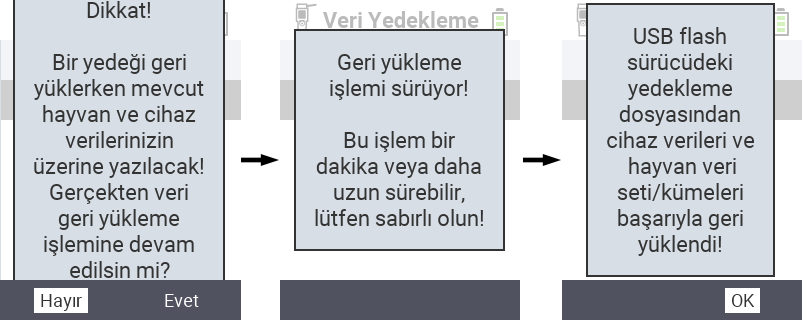 Dikkat!
Bir yedeği geri
yüklerken mevcut
hayvan ve cihaz
verilerinizin
üzerine yazılacak!
Gerçekten veri
geri yükleme
işlemine devam
edilsin mi?
Hayır
Evet
Veri Yedekleme
Geri yükleme
işlemi sürüyor!
Bu işlem bir
dakika veya daha
uzun sürebilir,
lütfen sabırlı olun!
USB flash
sürücüdeki
yedekleme
dosyasından
cihaz verileri ve
hayvan veri
seti/kümeleri
başarıyla geri
yüklendi!
OK